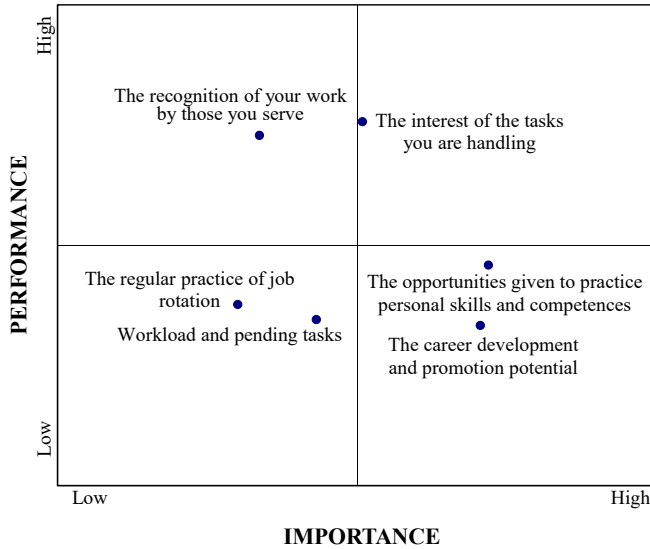 High
The recognition of your work
by those you serve
The interest of the tasks
you are handling
PERFORMANCE
The regular practice of job
rotation
The opportunities given to practice
personal skills and competences
Workload and pending tasks
The career development
and promotion potential
Low
Low
High
IMPORTANCE